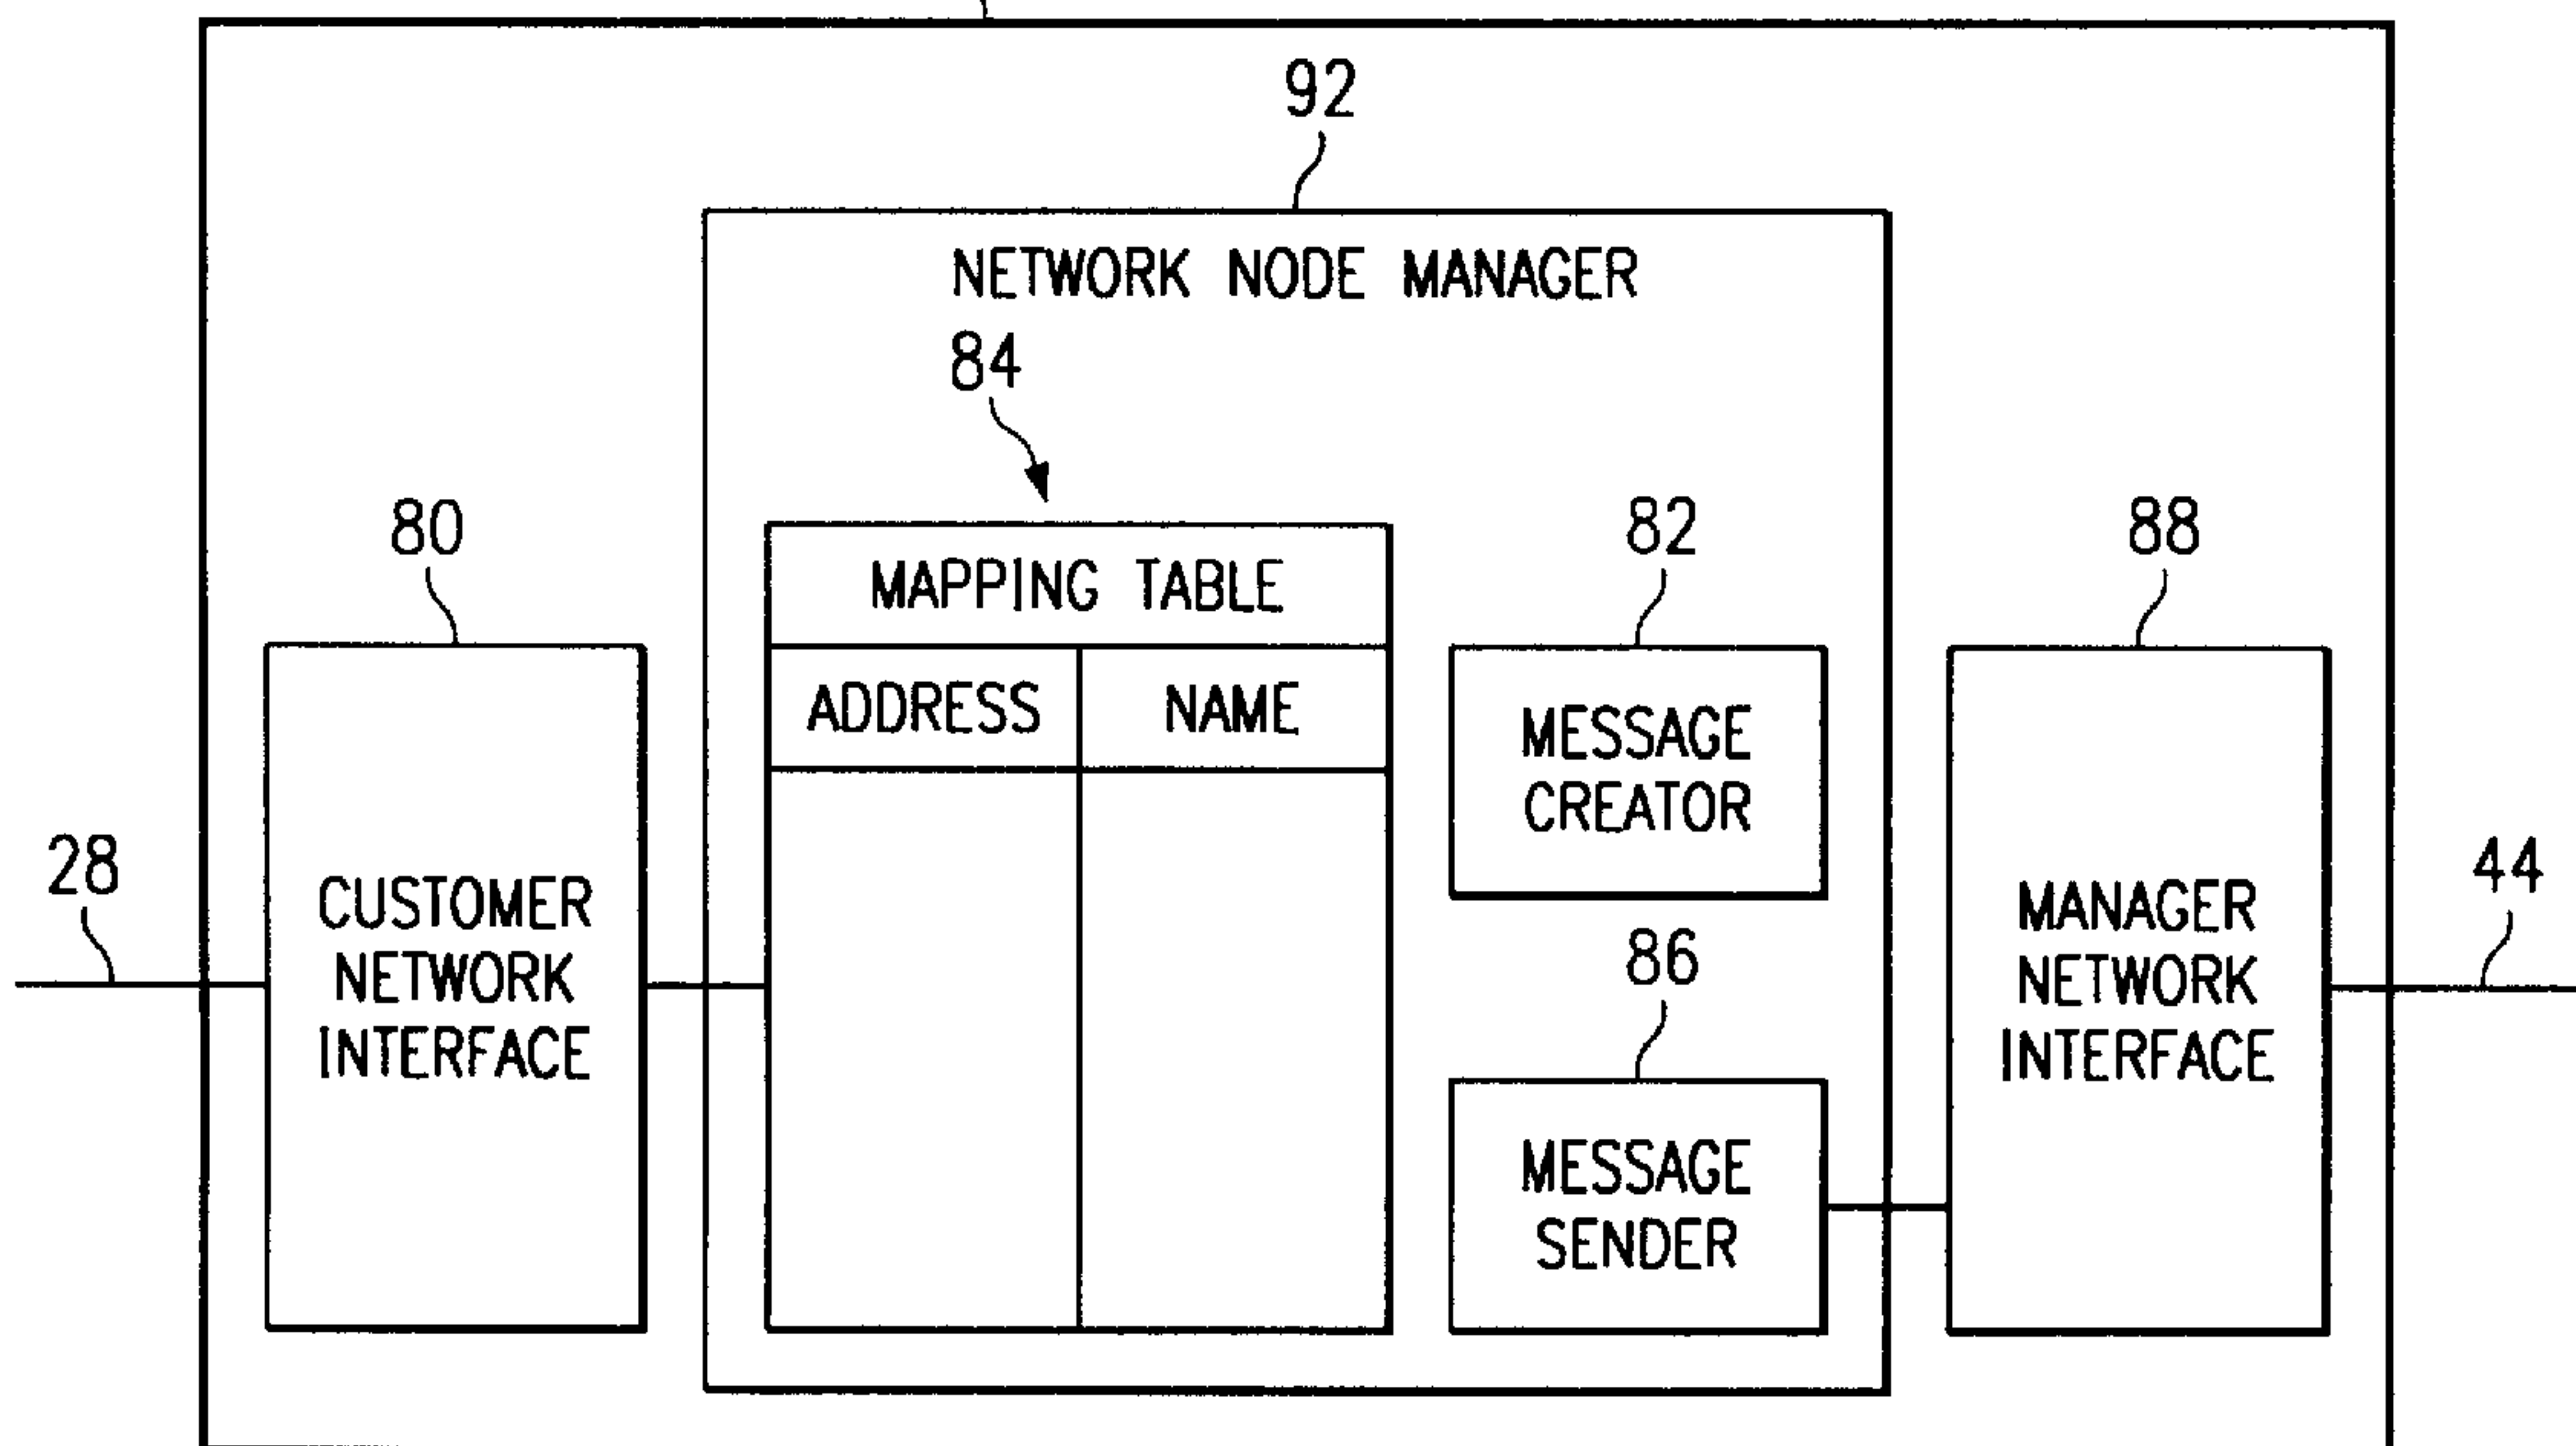 92
NETWORK NODE MANAGER
84
80
82
88
MAPPING TABLE
ADDRESS NAME
MESSAGE
CREATOR
28
CUSTOMER
NETWORK
INTERFACE
86
MANAGER
NETWORK
INTERFACE
44
MESSAGE
SENDER